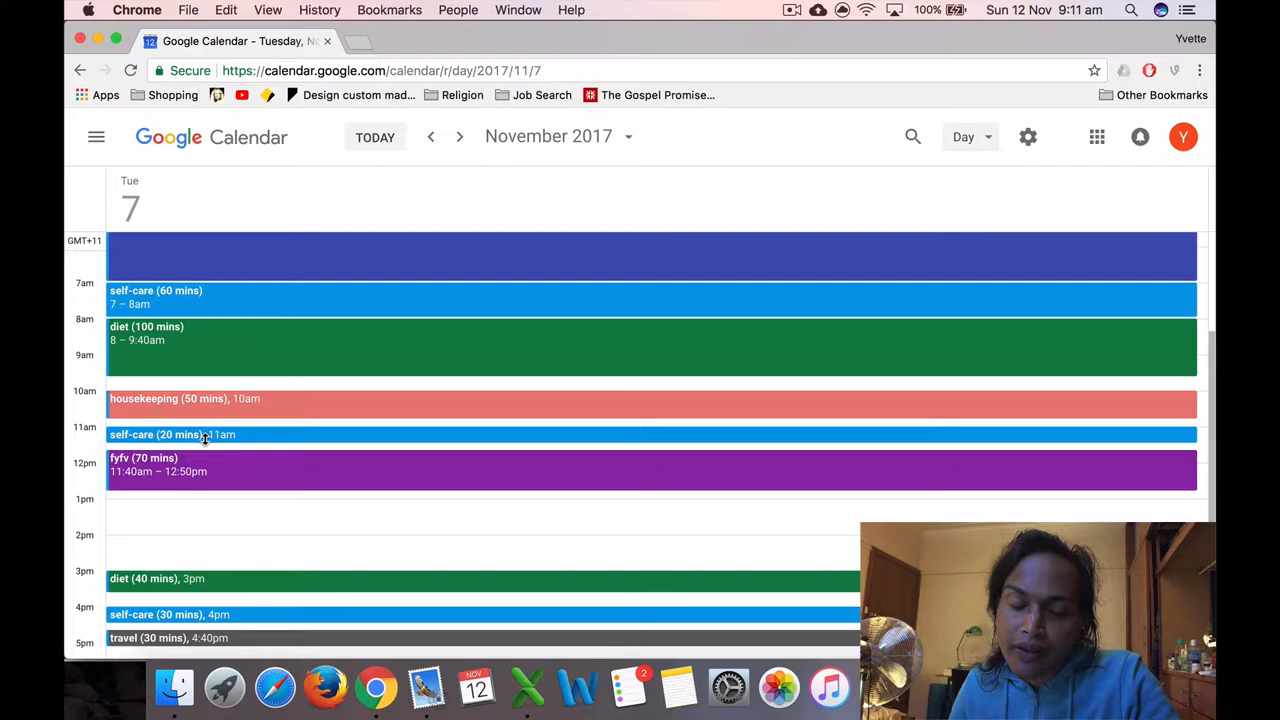 Chrome File Edit View History Bookmarks People Window Help 100% Sun 12 Nov 9:11 am
12 Google Calendar - Tuesday, No × Yvette
Secure https://calendar.google.com/calendar/r/day/2017/11/7
Apps Shopping Design custom mad... Religion Job Search The Gospel Promise... Other Bookmarks
Google Calendar TODAY November 2017 Day Y
Tue
7
GMT+11
7am
self-care (60 mins)
7 – 8am
8am
diet (100 mins)
8 – 9:40am
9am
10am
housekeeping (50 mins), 10am
11am
self-care (20 mins), 11am
12pm
fyfv (70 mins)
11:40am – 12:50pm
1pm
2pm
3pm
diet (40 mins), 3pm
4pm
self-care (30 mins), 4pm
travel (30 mins), 4:40pm
5pm
NOV
12
2